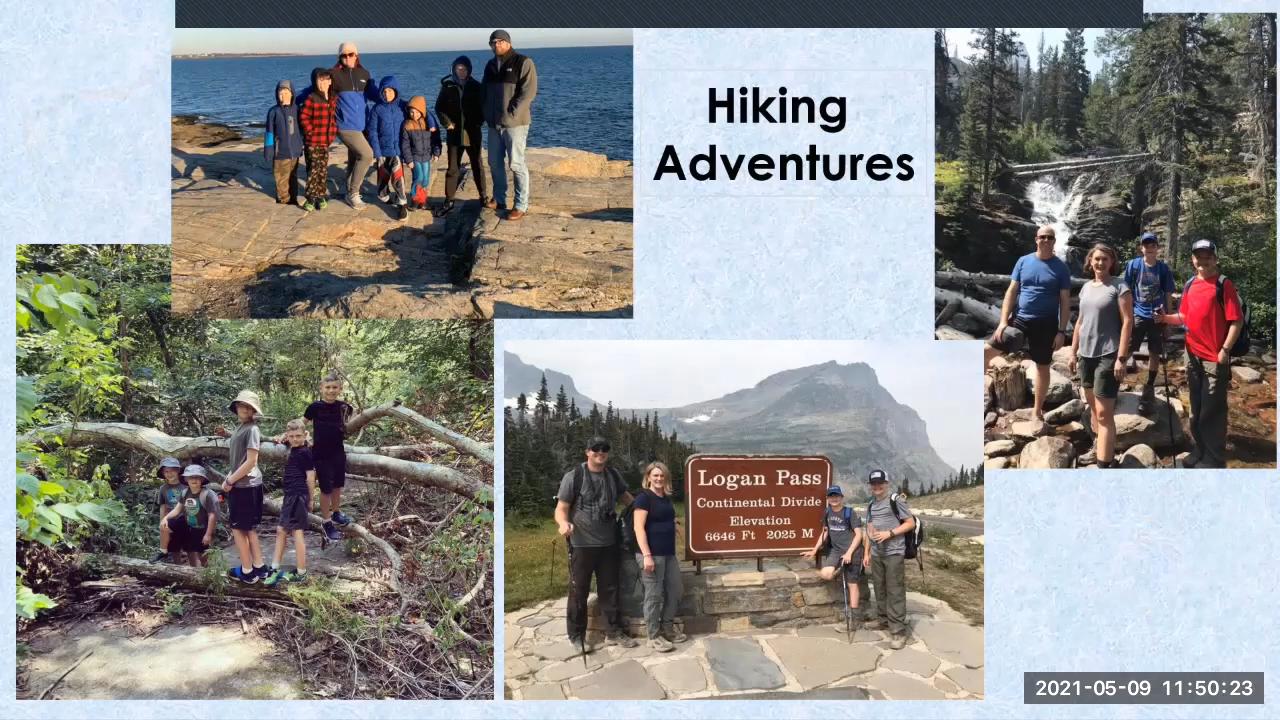 Hiking
Adventures
Logan Pass
Continental Divide
Elevation
6646 Ft 2025 M
2021-05-09 11:50:23